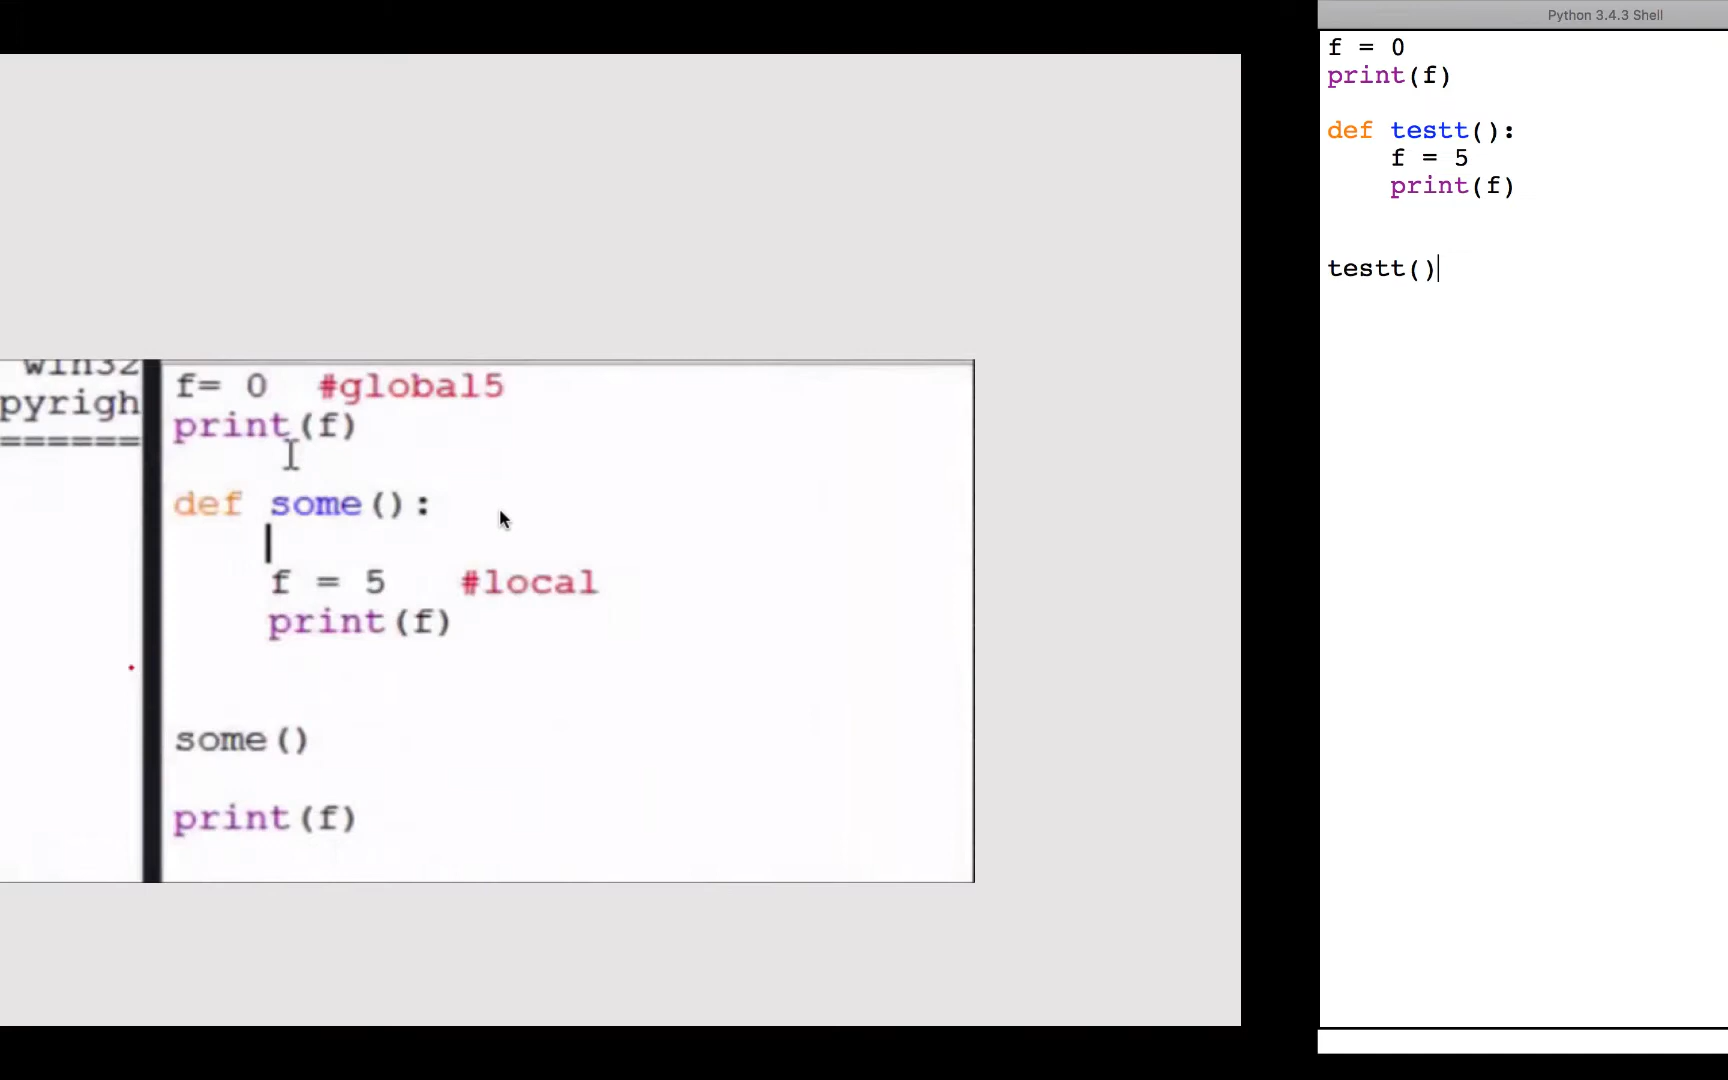 win32
pyrigh
======
f= 0  #global5
print(f)
def some():
    f = 5   #local
    print(f)
some()
print(f)
Python 3.4.3 Shell
f = 0
print(f)
def testt():
    f = 5
    print(f)
testt()